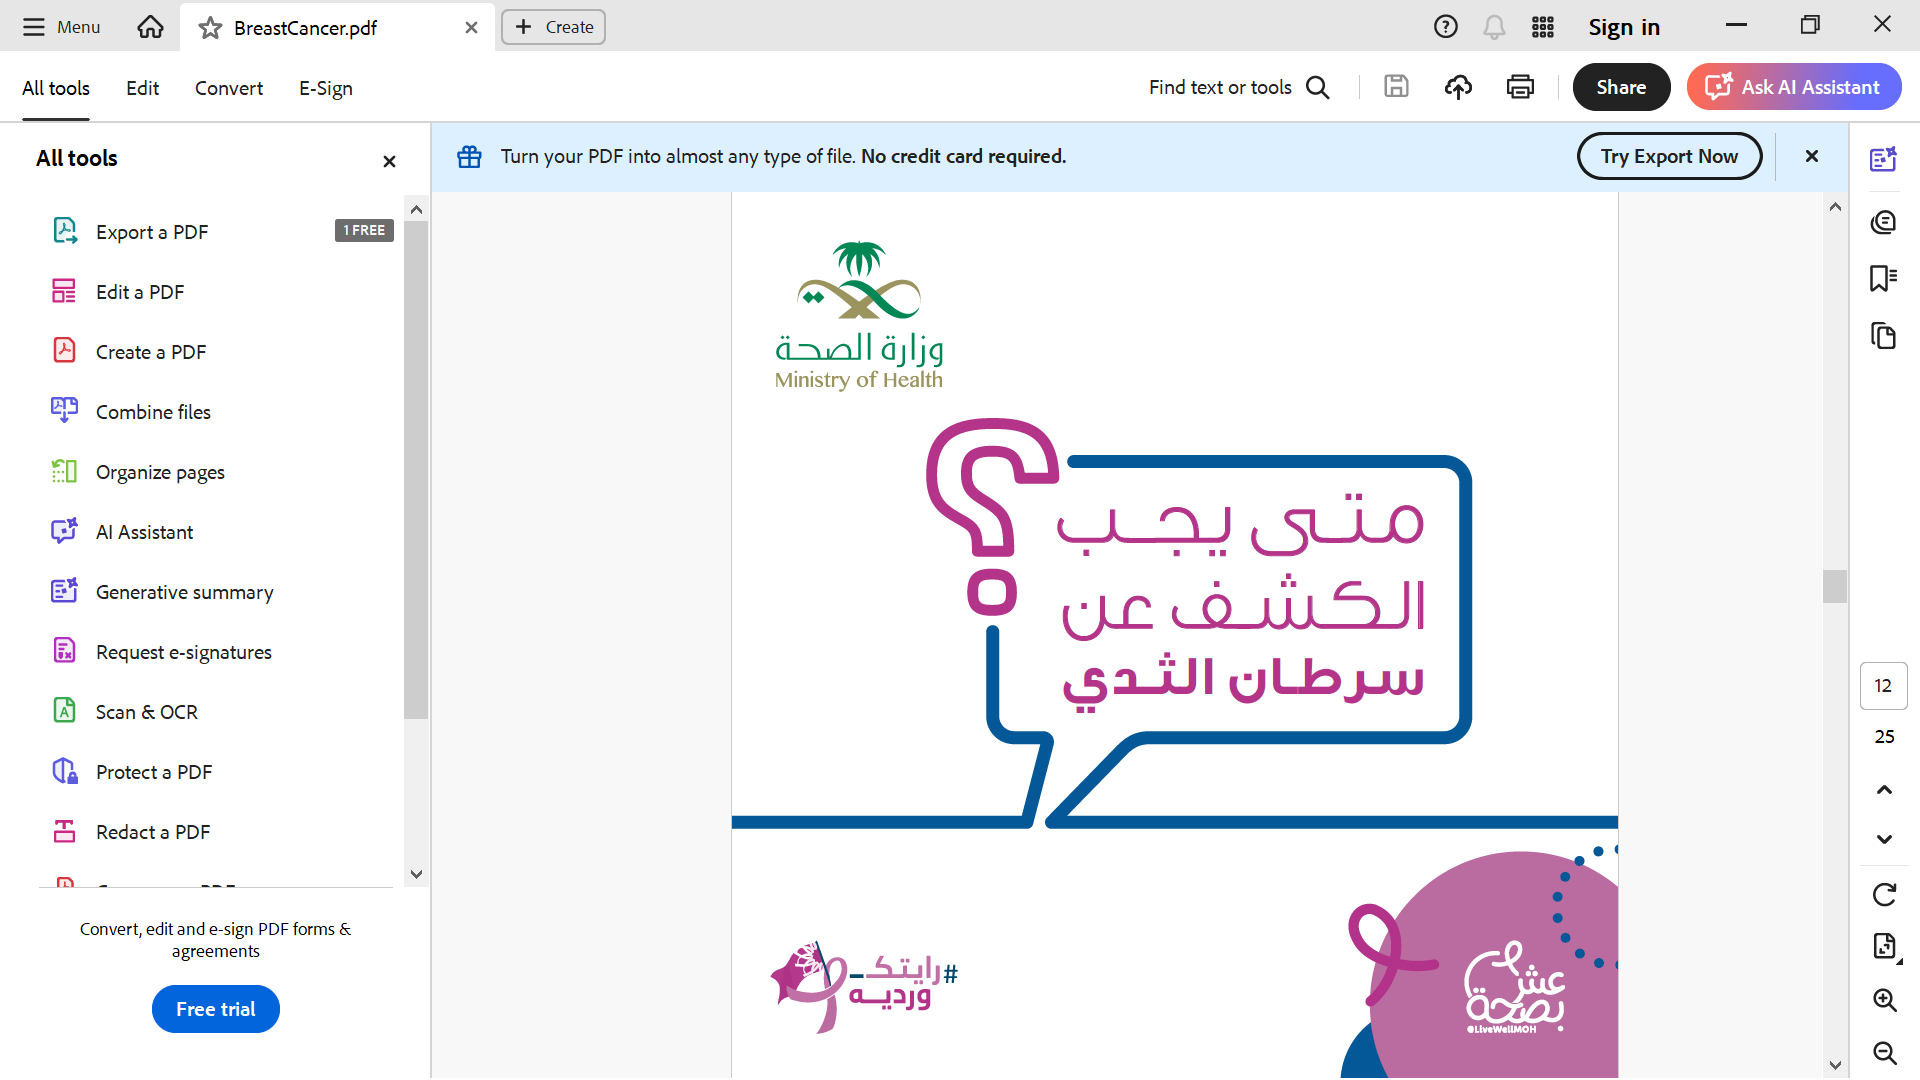 Menu
BreastCancer.pdf
Create
Sign in
All tools
Edit
Convert
E-Sign
Find text or tools
Share
Ask AI Assistant
All tools
Export a PDF
1 FREE
Edit a PDF
Create a PDF
Combine files
Organize pages
AI Assistant
Generative summary
Request e-signatures
Scan & OCR
Protect a PDF
Redact a PDF
Convert, edit and e-sign PDF forms &
agreements
Free trial
Turn your PDF into almost any type of file. No credit card required.
Try Export Now
وزارة الصحة
Ministry of Health
متى يجب
الكشف عن
سرطان الثدي
؟
#رايتك_
ورديه
عش
بصحة
@LiveWellMOH
12
25